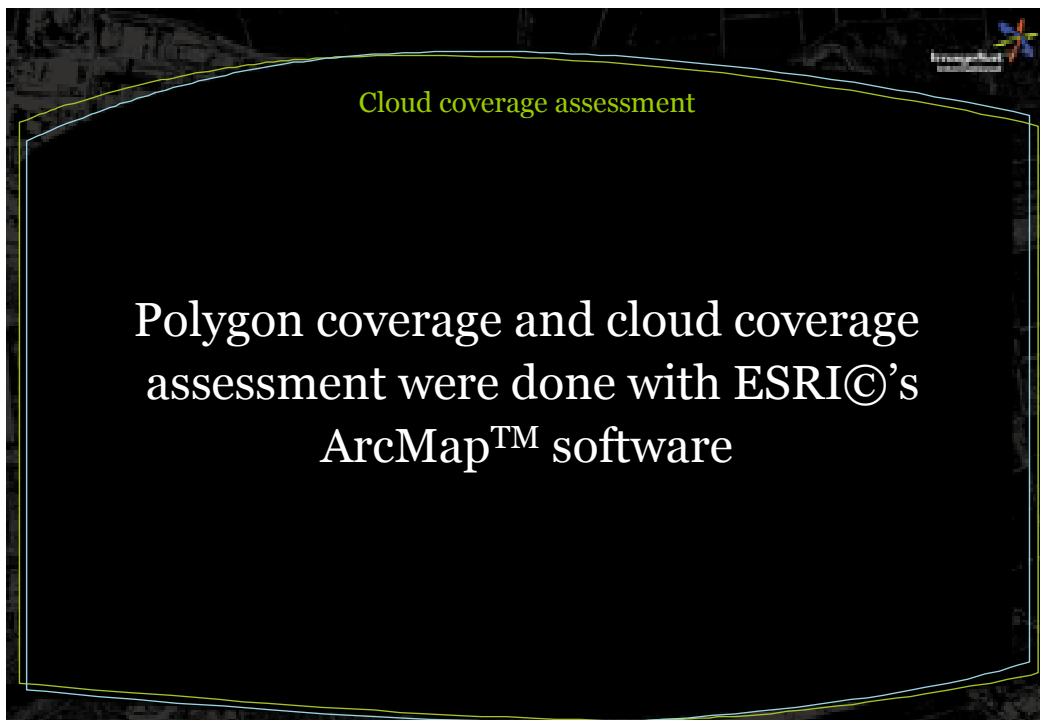 Cloud coverage assessment
Polygon coverage and cloud coverage
assessment were done with ESRI©’s
ArcMap™ software